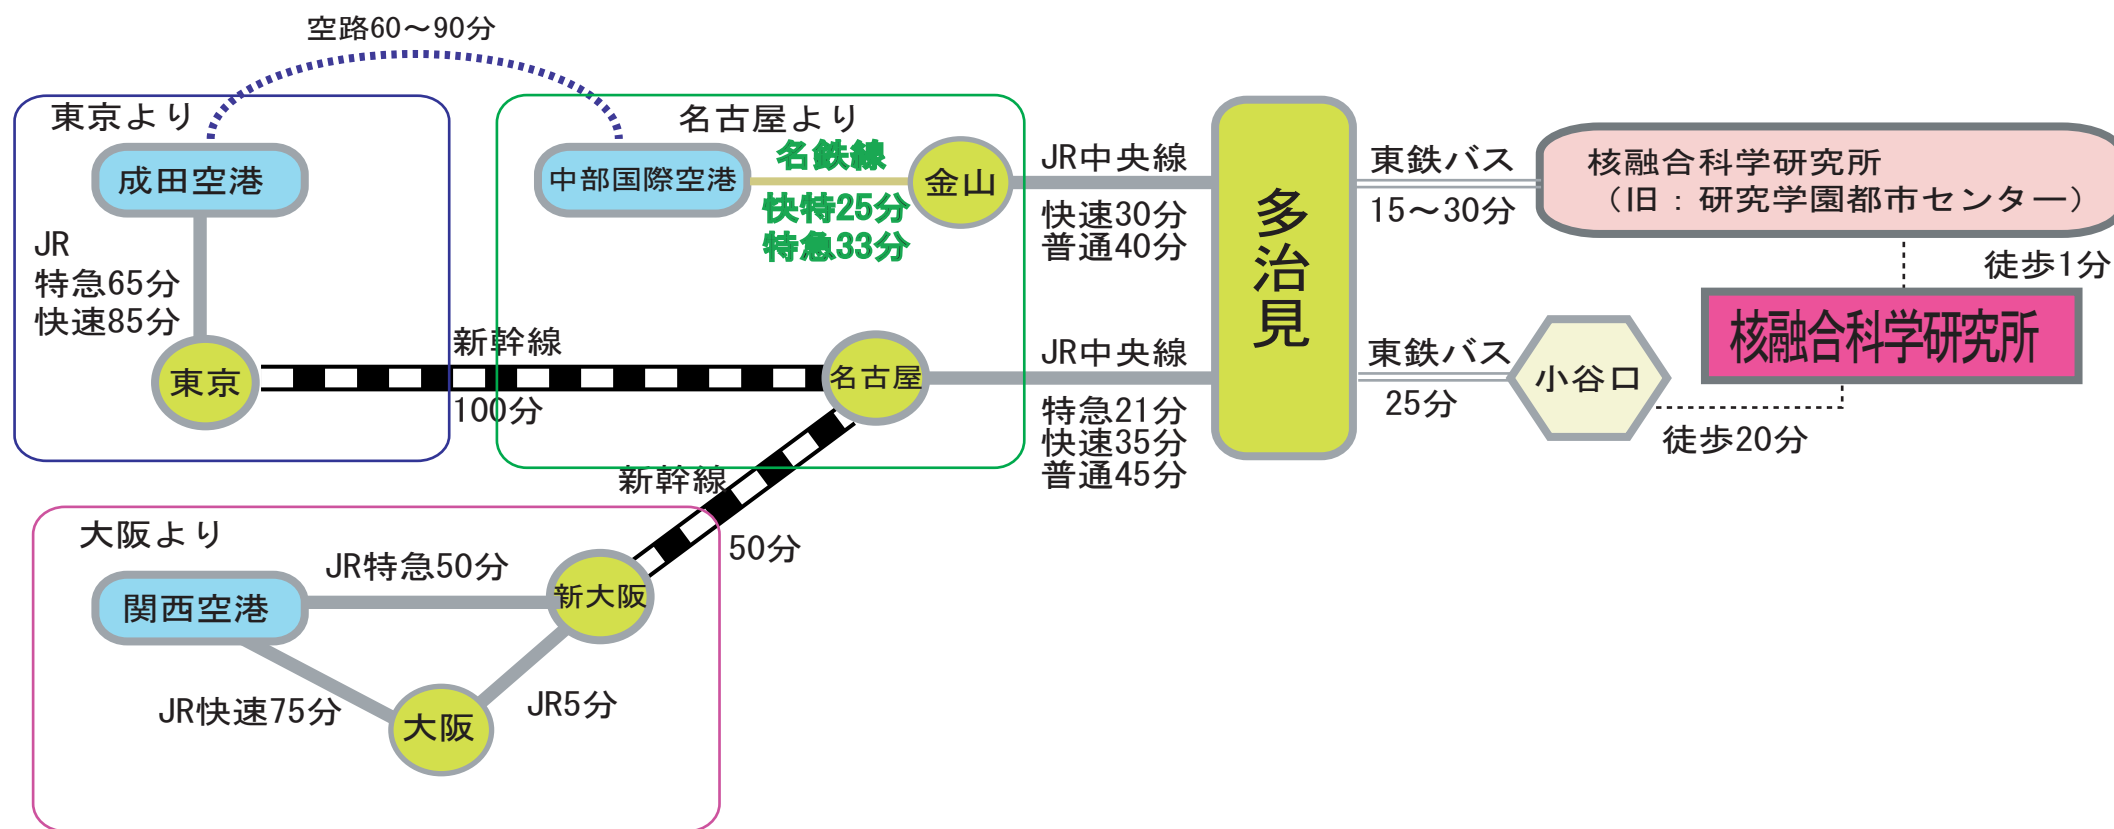 空路60～90分
東京より
成田空港
JR
特急65分
快速85分
東京
新幹線
100分
名古屋より
中部国際空港
名鉄線
快特25分
特急33分
金山
名古屋
JR中央線
快速30分
普通40分
JR中央線
特急21分
快速35分
普通45分
新幹線
50分
大阪より
関西空港
JR特急50分
新大阪
JR快速75分
大阪
JR5分
多治見
東鉄バス
15～30分
核融合科学研究所
（旧：研究学園都市センター）
徒歩1分
核融合科学研究所
東鉄バス
25分
小谷口
徒歩20分